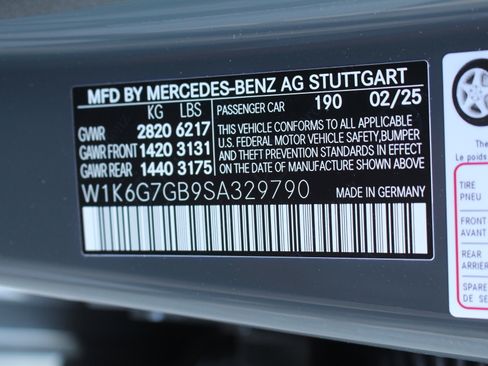 MFD BY MERCEDES-BENZ AG STUTTGART
KG LBS
GVWR 2820 6217
GAWR FRONT 1420 3131
GAWR REAR 1440 3175
PASSENGER CAR 190 02/25
THIS VEHICLE CONFORMS TO ALL APPLICABLE
U.S. FEDERAL MOTOR VEHICLE SAFETY, BUMPER
AND THEFT PREVENTION STANDARDS IN EFFECT
ON THE DATE OF MANUFACTURE SHOWN ABOVE
W1K6G7GB9SA329790 MADE IN GERMANY
Le poids
TIRE
PNEU
FRONT
AVANT
REAR
ARRIÈR
SPARE
DE SE